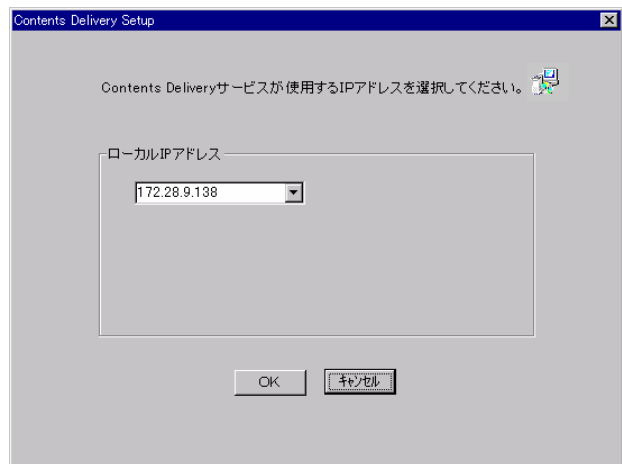 Contents Delivery Setup
Contents Deliveryサービスが使用するIPアドレスを選択してください。
ローカルIPアドレス
172.28.9.138
OK
キャンセル